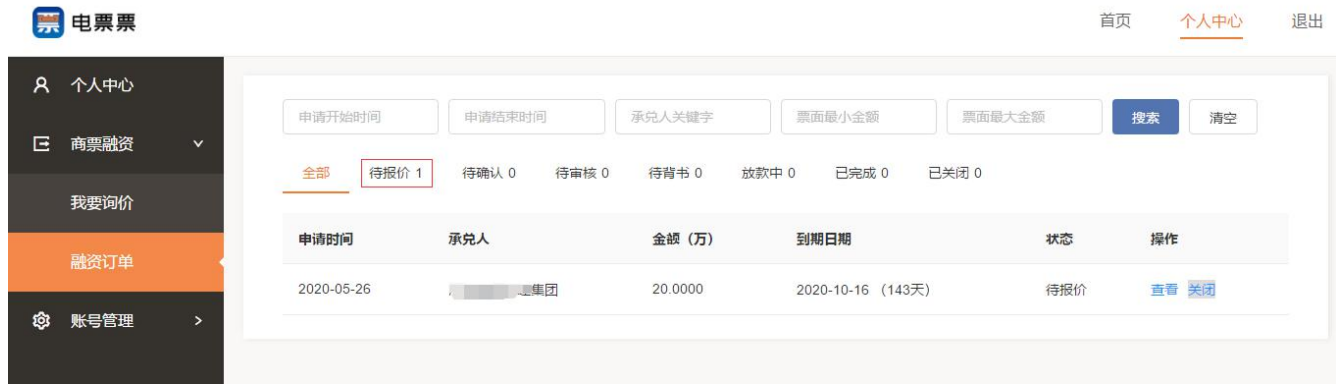 票 电票票
首页 个人中心 退出
个人中心
商票融资
我要询价
融资订单
账号管理
申请开始时间 申请结束时间 承兑人关键字 票面最小金额 票面最大金额 搜索 清空
全部 待报价 1 待确认 0 待审核 0 待背书 0 放款中 0 已完成 0 已关闭 0
申请时间 承兑人 金额（万） 到期日期 状态 操作
2020-05-26 集团 20.0000 2020-10-16 （143天） 待报价 查看 关闭